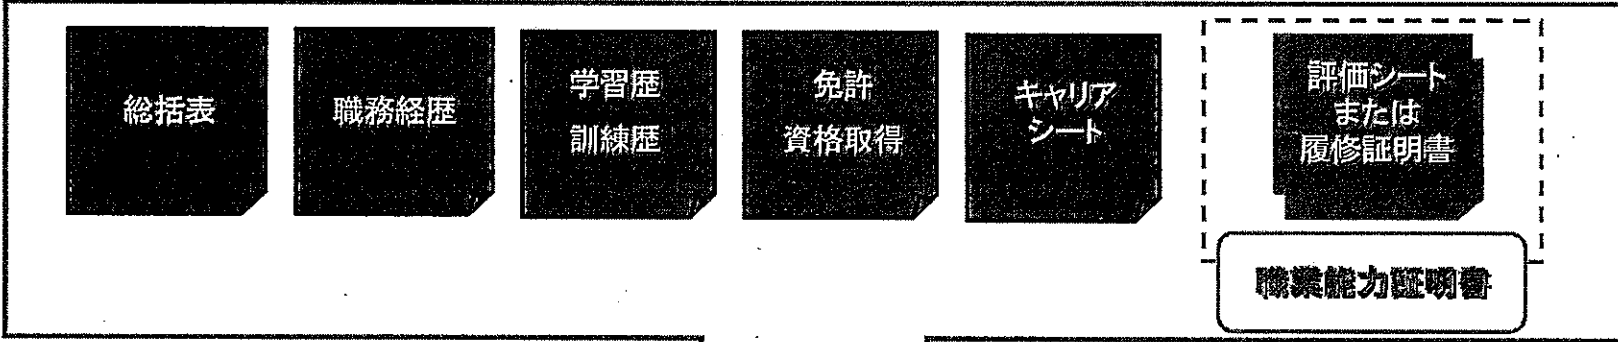 総括表
職務経歴
学習歴
訓練歴
免許
資格取得
キャリア
シート
評価シート
または
履修証明書
職業能力証明書